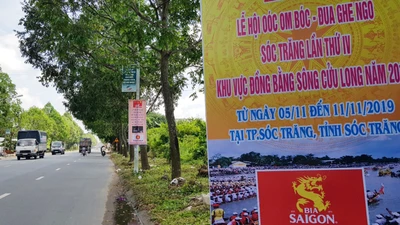 LỄ HỘI OÓC OM BÓC - ĐUA GHE NGO
SÓC TRĂNG LẦN THỨ IV
KHU VỰC ĐỒNG BẰNG SÔNG CỬU LONG NĂM 20
TỪ NGÀY 05/11 ĐẾN 11/11/2019
TẠI TP.SÓC TRĂNG, TỈNH SÓC TRĂNG
BIA
SAIGON